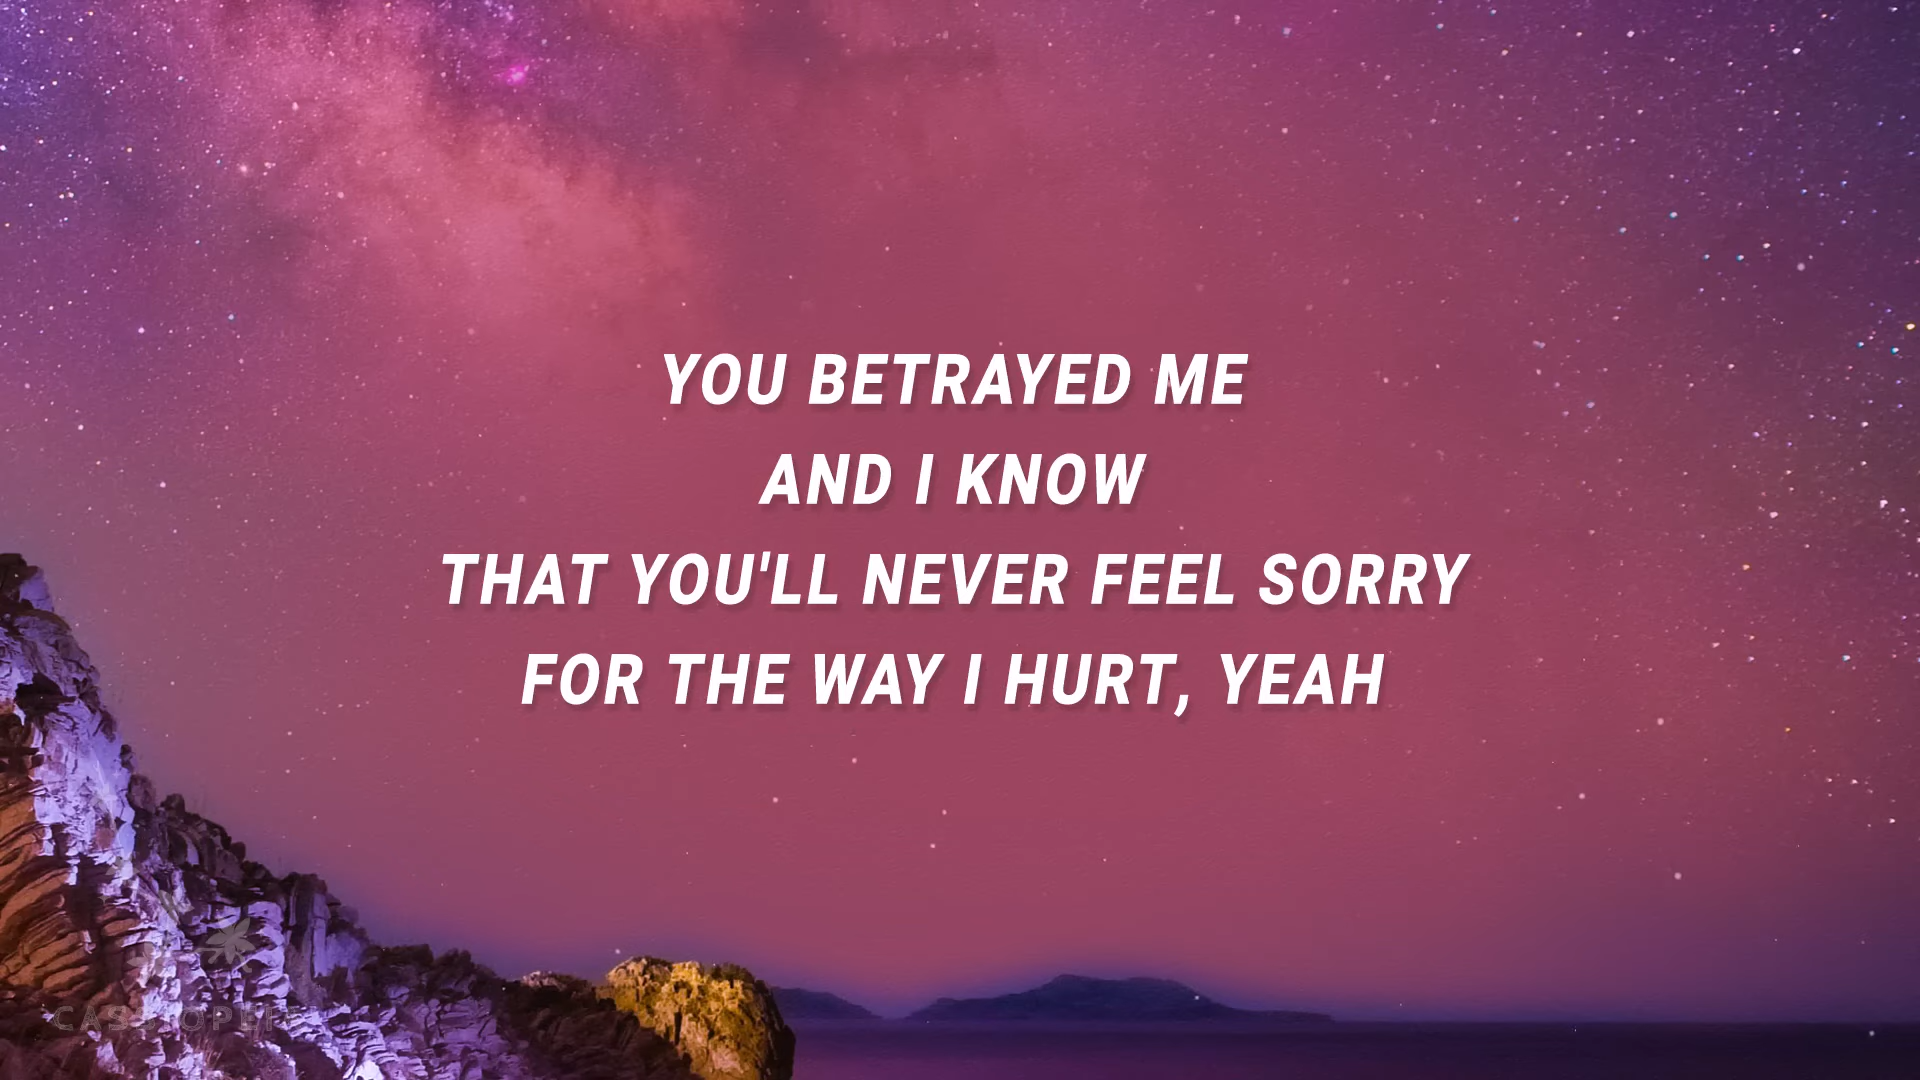 YOU BETRAYED ME
AND I KNOW
THAT YOU'LL NEVER FEEL SORRY
FOR THE WAY I HURT, YEAH